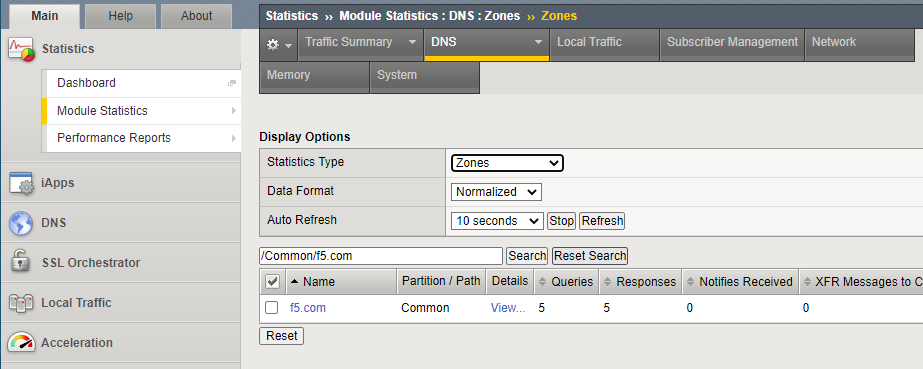 Main Help About
Statistics ›› Module Statistics : DNS : Zones ›› Zones
Statistics
Traffic Summary DNS Local Traffic Subscriber Management Network
Memory System
Dashboard
Module Statistics
Performance Reports
iApps
DNS
SSL Orchestrator
Local Traffic
Acceleration
Display Options
Statistics Type Zones
Data Format Normalized
Auto Refresh 10 seconds Stop Refresh
/Common/f5.com Search Reset Search
Name Partition / Path Details Queries Responses Notifies Received XFR Messages to C
f5.com Common View... 5 5 0 0
Reset